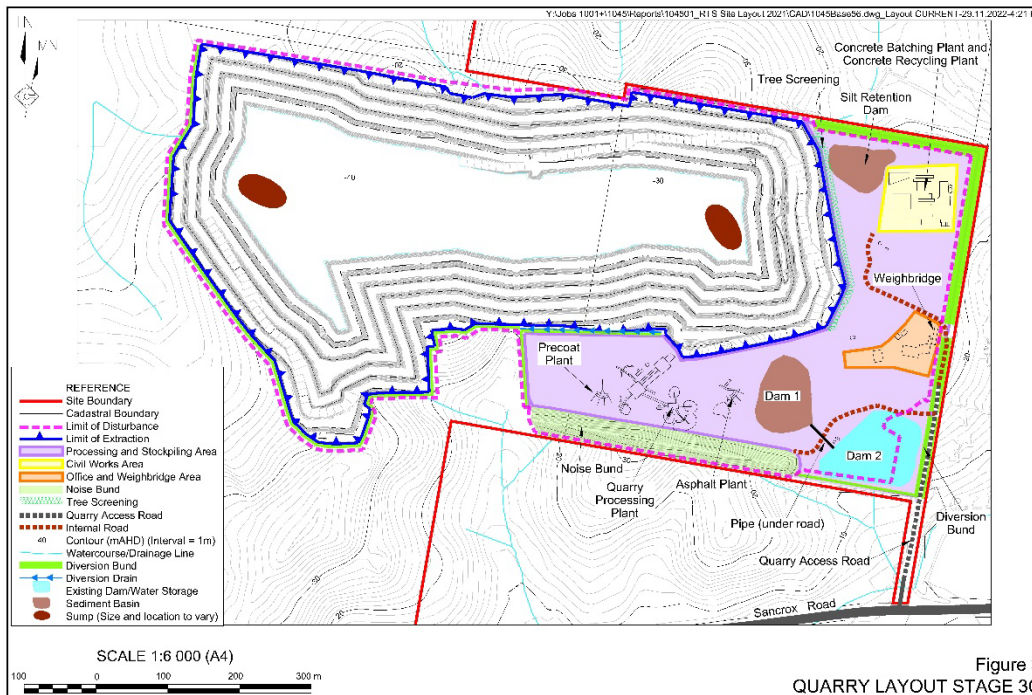 Y:\Jobs 1001+\1045\Reports\104501_RTS Site Layout 2021\CAD\1045Base56.dwg_Layout CURRENT-29.11.2022-4:21
N
MN
Concrete Batching Plant and
Concrete Recycling Plant
Tree Screening
Silt Retention
Dam
-40
-30
Weighbridge
Precoat
Plant
Dam 1
Dam 2
Noise Bund
Quarry
Processing
Plant
Asphalt Plant
Pipe (under road)
Diversion
Bund
Quarry Access Road
Sancrox Road
REFERENCE
Site Boundary
Cadastral Boundary
Limit of Disturbance
Limit of Extraction
Processing and Stockpiling Area
Civil Works Area
Office and Weighbridge Area
Noise Bund
Tree Screening
Quarry Access Road
Internal Road
40 Contour (mAHD) (Interval = 1m)
Watercourse/Drainage Line
Diversion Bund
Diversion Drain
Existing Dam/Water Storage
Sediment Basin
Sump (Size and location to vary)
SCALE 1:6 000 (A4)
100 0 100 200 300 m
Figure
QUARRY LAYOUT STAGE